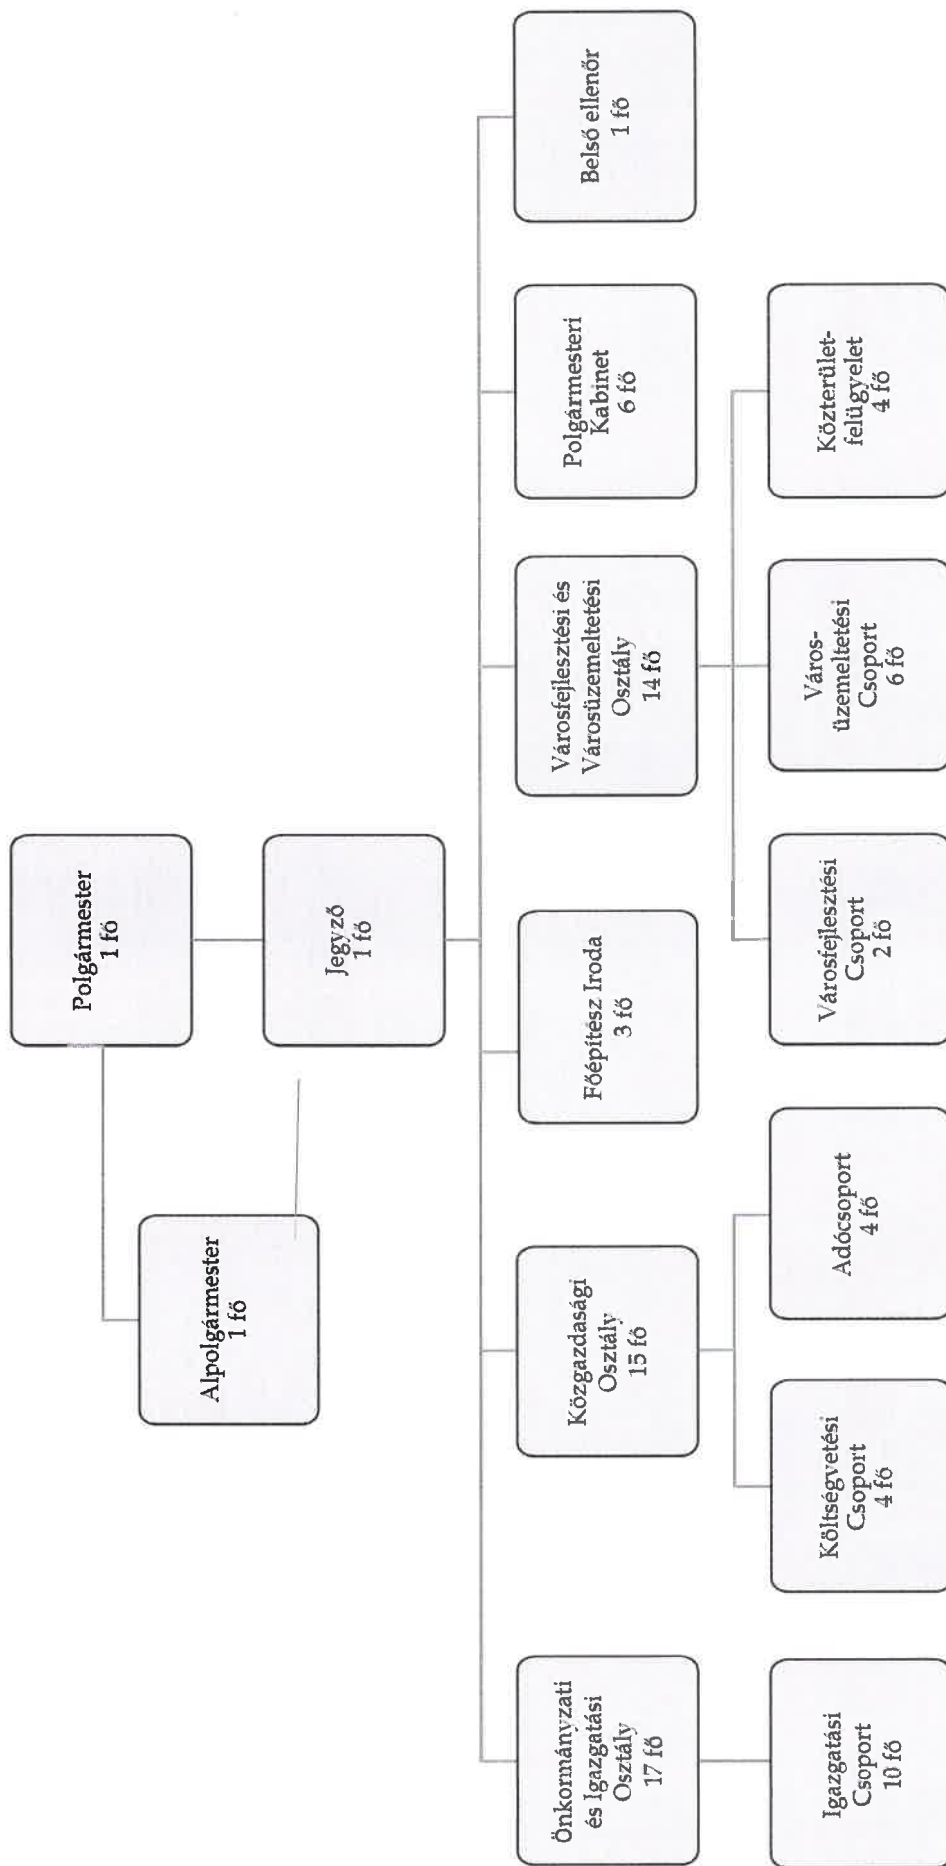 Polgármester
1 fő
Alpolgármester
1 fő
Jegyző
1 fő
Önkormányzati
és Igazgatási
Osztály
17 fő
Közgazdasági
Osztály
15 fő
Főépítész Iroda
3 fő
Városfejlesztési és
Városüzemeltetési
Osztály
14 fő
Polgármesteri
Kabinet
6 fő
Belső ellenőr
1 fő
Igazgatási
Csoport
10 fő
Költségvetési
Csoport
4 fő
Adócsoport
4 fő
Városfejlesztési
Csoport
2 fő
Város-
üzemeltetési
Csoport
6 fő
Közterület-
felügyelet
4 fő